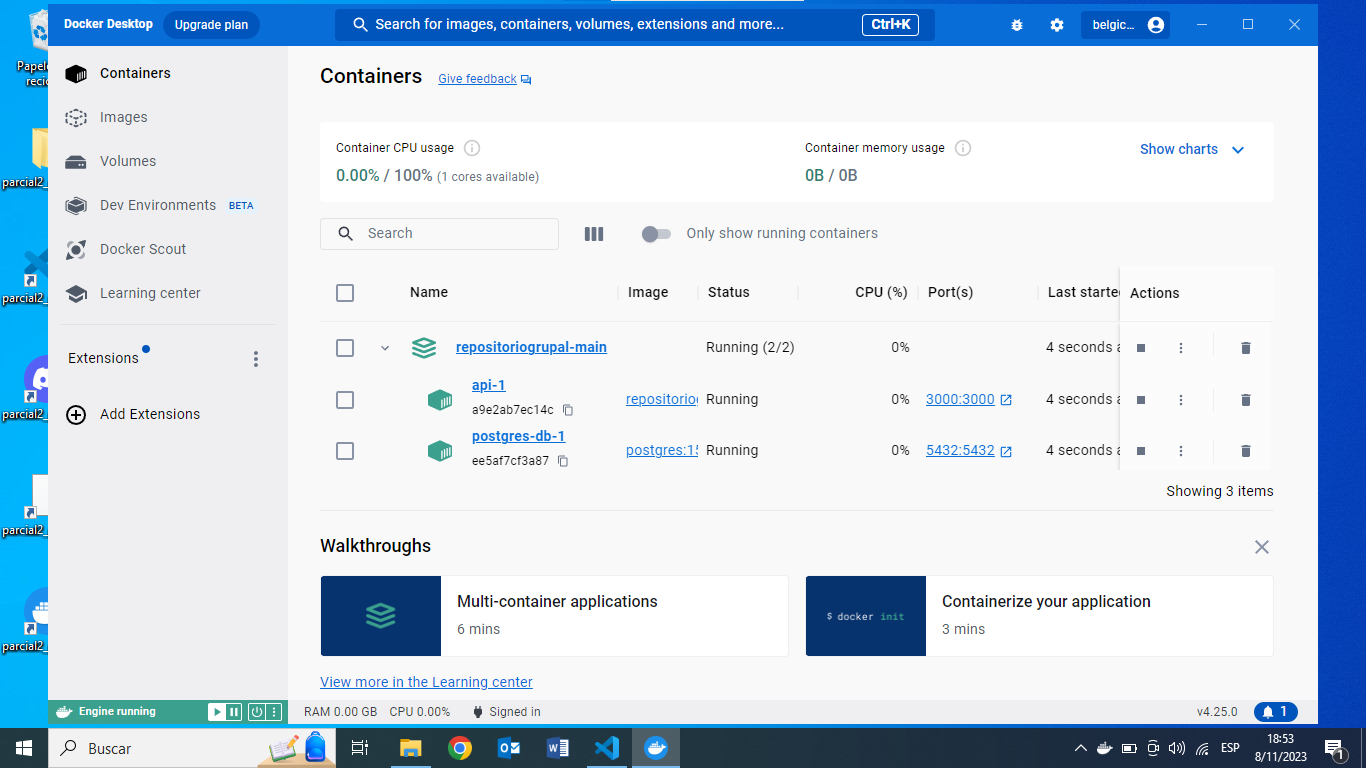 Docker Desktop
Upgrade plan
Search for images, containers, volumes, extensions and more...
Ctrl+K
belgic...
Containers
Images
Volumes
Dev Environments BETA
Docker Scout
Learning center
Extensions
Add Extensions
Containers
Give feedback
Container CPU usage
0.00% / 100% (1 cores available)
Container memory usage
0B / 0B
Show charts
Search
Only show running containers
Name Image Status CPU (%) Port(s) Last starte Actions
repositoriogrupal-main Running (2/2) 0% 4 seconds a
api-1
a9e2ab7ec14c
repositorio Running 0% 3000:3000 4 seconds a
postgres-db-1
ee5af7cf3a87
postgres:15 Running 0% 5432:5432 4 seconds a
Showing 3 items
Walkthroughs
Multi-container applications
6 mins
$ docker init
Containerize your application
3 mins
View more in the Learning center
Engine running
RAM 0.00 GB CPU 0.00% Signed in
v4.25.0
1
Papele
recic
parcial2_
parcial2_
parcial2_
parcial2_
parcial2_
Buscar
ESP
18:53
8/11/2023
1